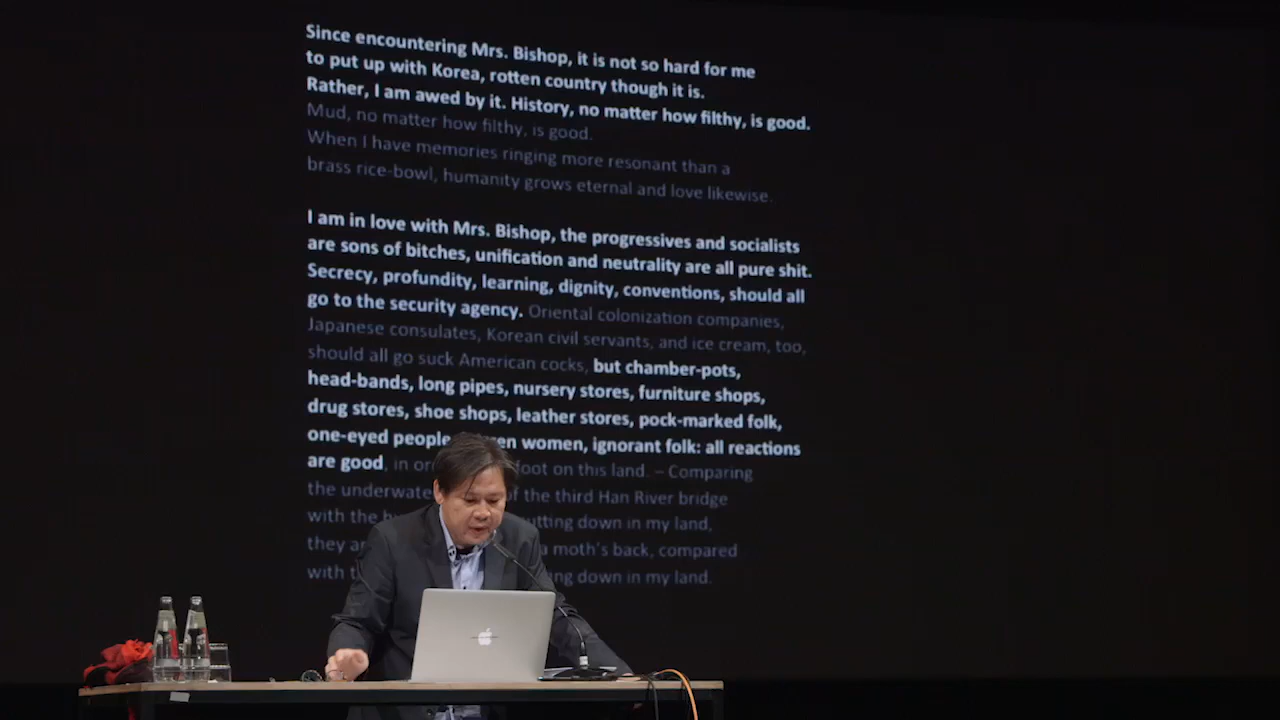 Since encountering Mrs. Bishop, it is not so hard for me
to put up with Korea, rotten country though it is.
Rather, I am awed by it. History, no matter how filthy, is good.
Mud, no matter how filthy, is good.
When I have memories ringing more resonant than a
brass rice-bowl, humanity grows eternal and love likewise.
I am in love with Mrs. Bishop, the progressives and socialists
are sons of bitches, unification and neutrality are all pure shit.
Secrecy, profundity, learning, dignity, conventions, should all
go to the security agency. Oriental colonization companies,
Japanese consulates, Korean civil servants, and ice cream, too,
should all go suck American cocks, but chamber-pots,
head-bands, long pipes, nursery stores, furniture shops,
drug stores, shoe shops, leather stores, pock-marked folk,
one-eyed people women, ignorant folk: all reactions
are good, in foot on this land. – Comparing
the of the third Han River bridge
with the down in my land,
they a moth's back, compared
with down in my land.